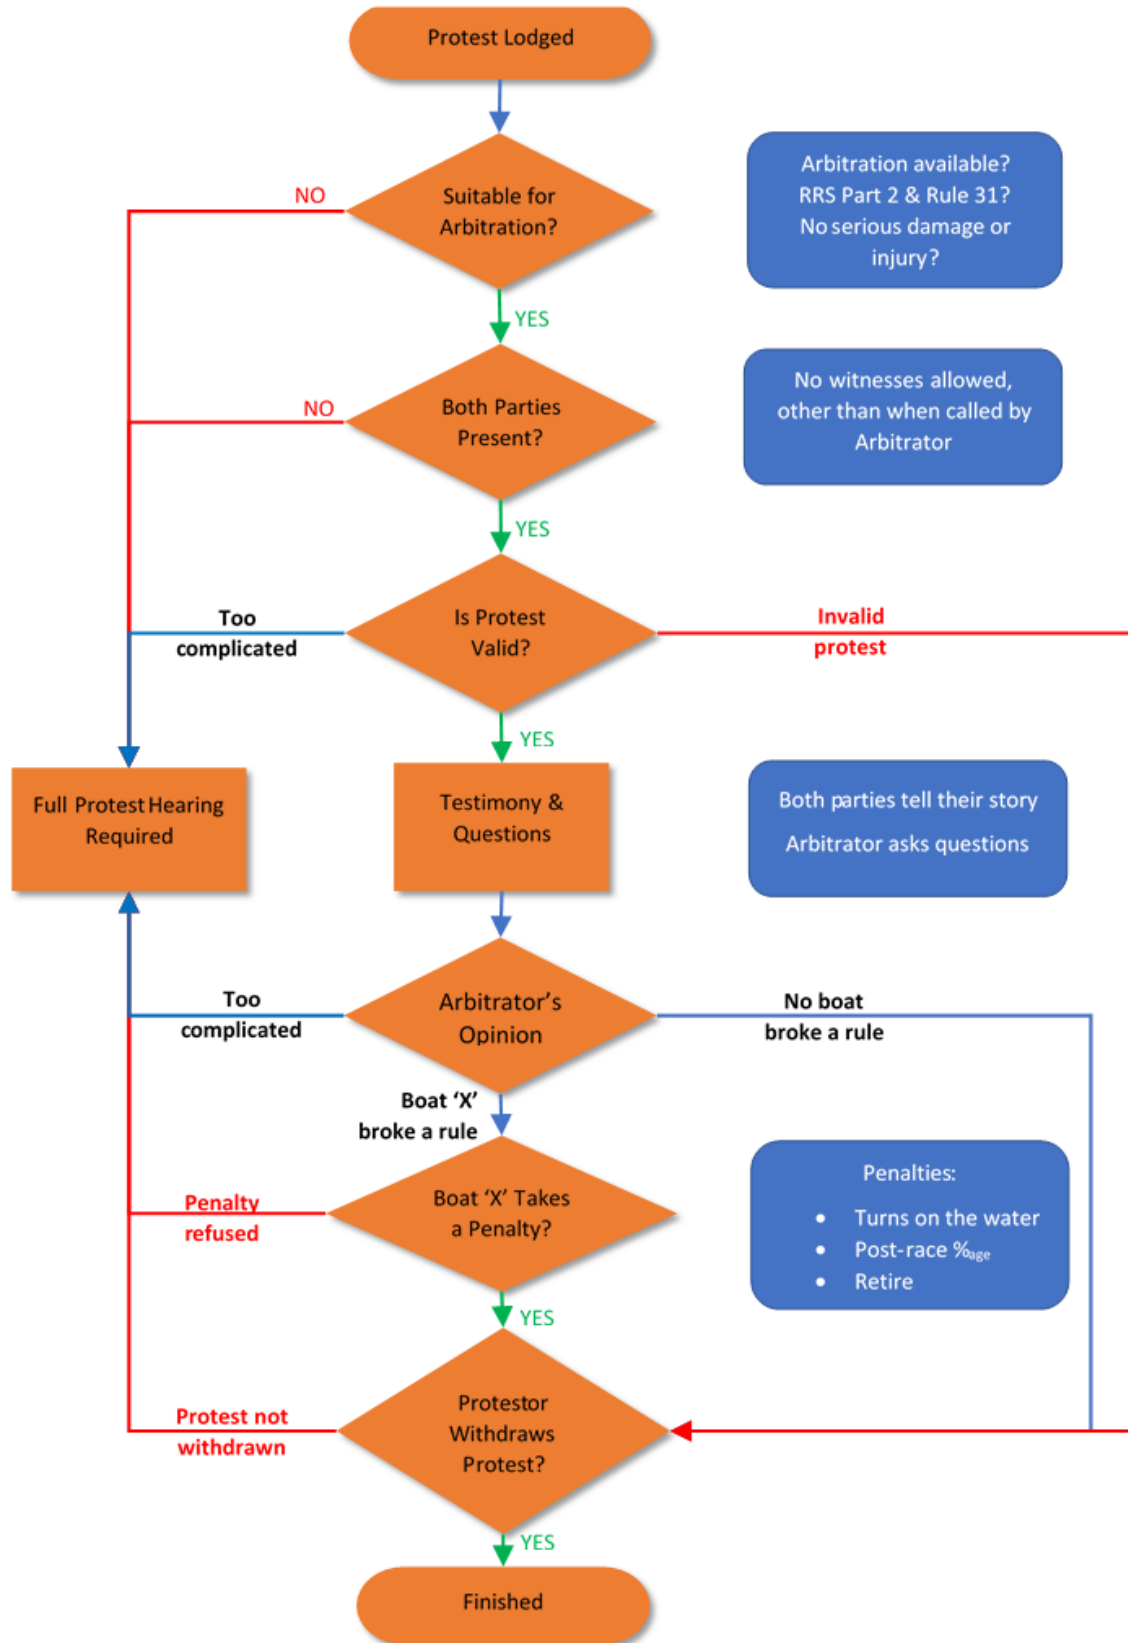 Protest Lodged
Arbitration available?
RRS Part 2 & Rule 31?
No serious damage or
injury?
NO
Suitable for
Arbitration?
YES
No witnesses allowed,
other than when called by
Arbitrator
NO
Both Parties
Present?
YES
Too
complicated
Is Protest
Valid?
Invalid
protest
YES
Full Protest Hearing
Required
Testimony &
Questions
Both parties tell their story
Arbitrator asks questions
Too
complicated
Arbitrator's
Opinion
No boat
broke a rule
Boat 'X'
broke a rule
Penalty
refused
Boat 'X' Takes
a Penalty?
Penalties:
• Turns on the water
• Post-race %age
• Retire
YES
Protest not
withdrawn
Protestor
Withdraws
Protest?
YES
Finished